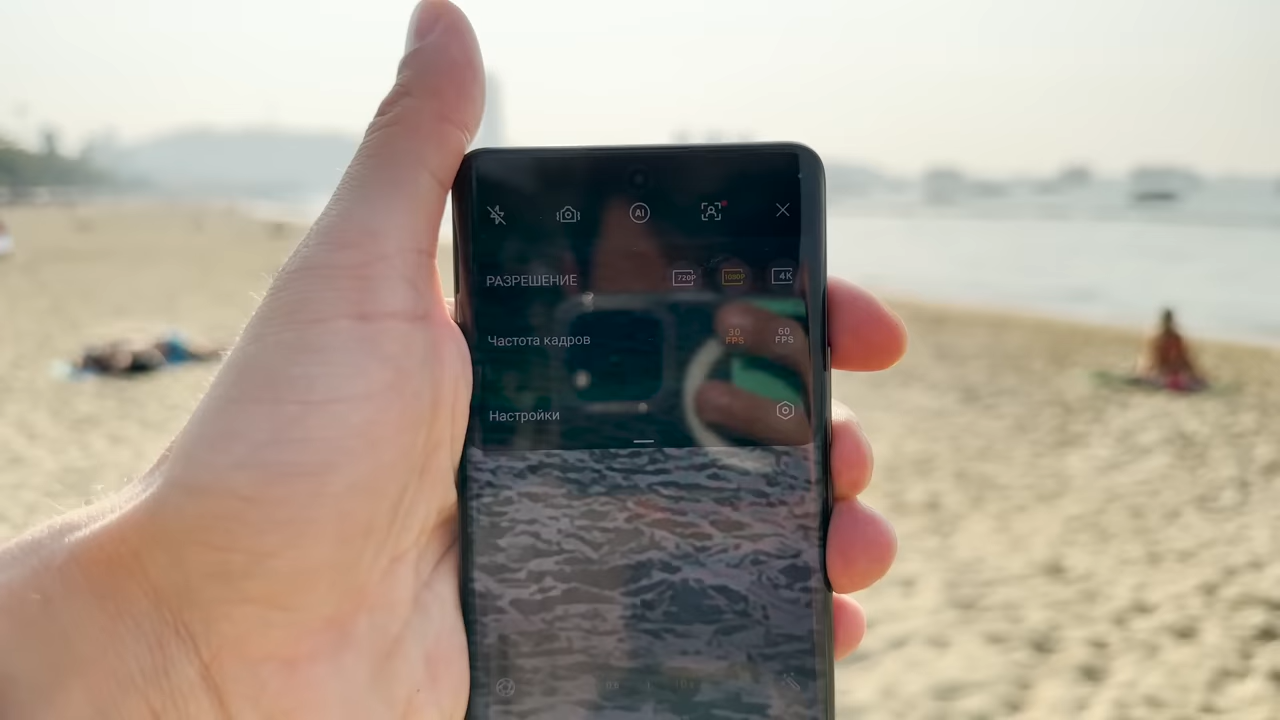 AI
РАЗРЕШЕНИЕ 720P 1080P 4K
30 60
Частота кадров FPS FPS
Настройки